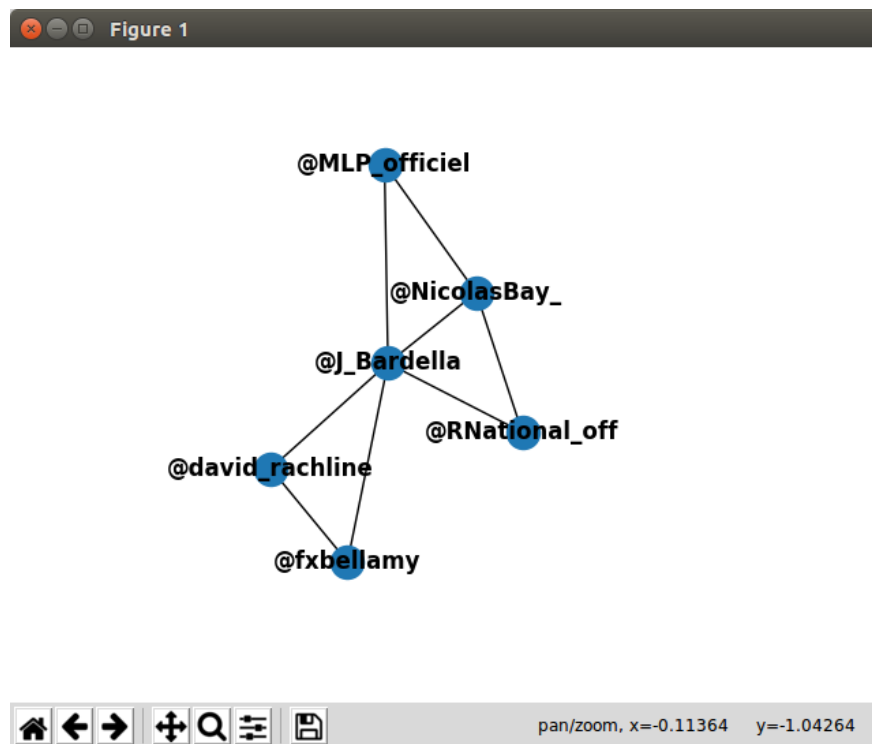 Figure 1
@MLP_officiel
@NicolasBay_
@J_Bardella
@RNational_off
@david_rachline
@fxbellamy
pan/zoom, x=-0.11364 y=-1.04264